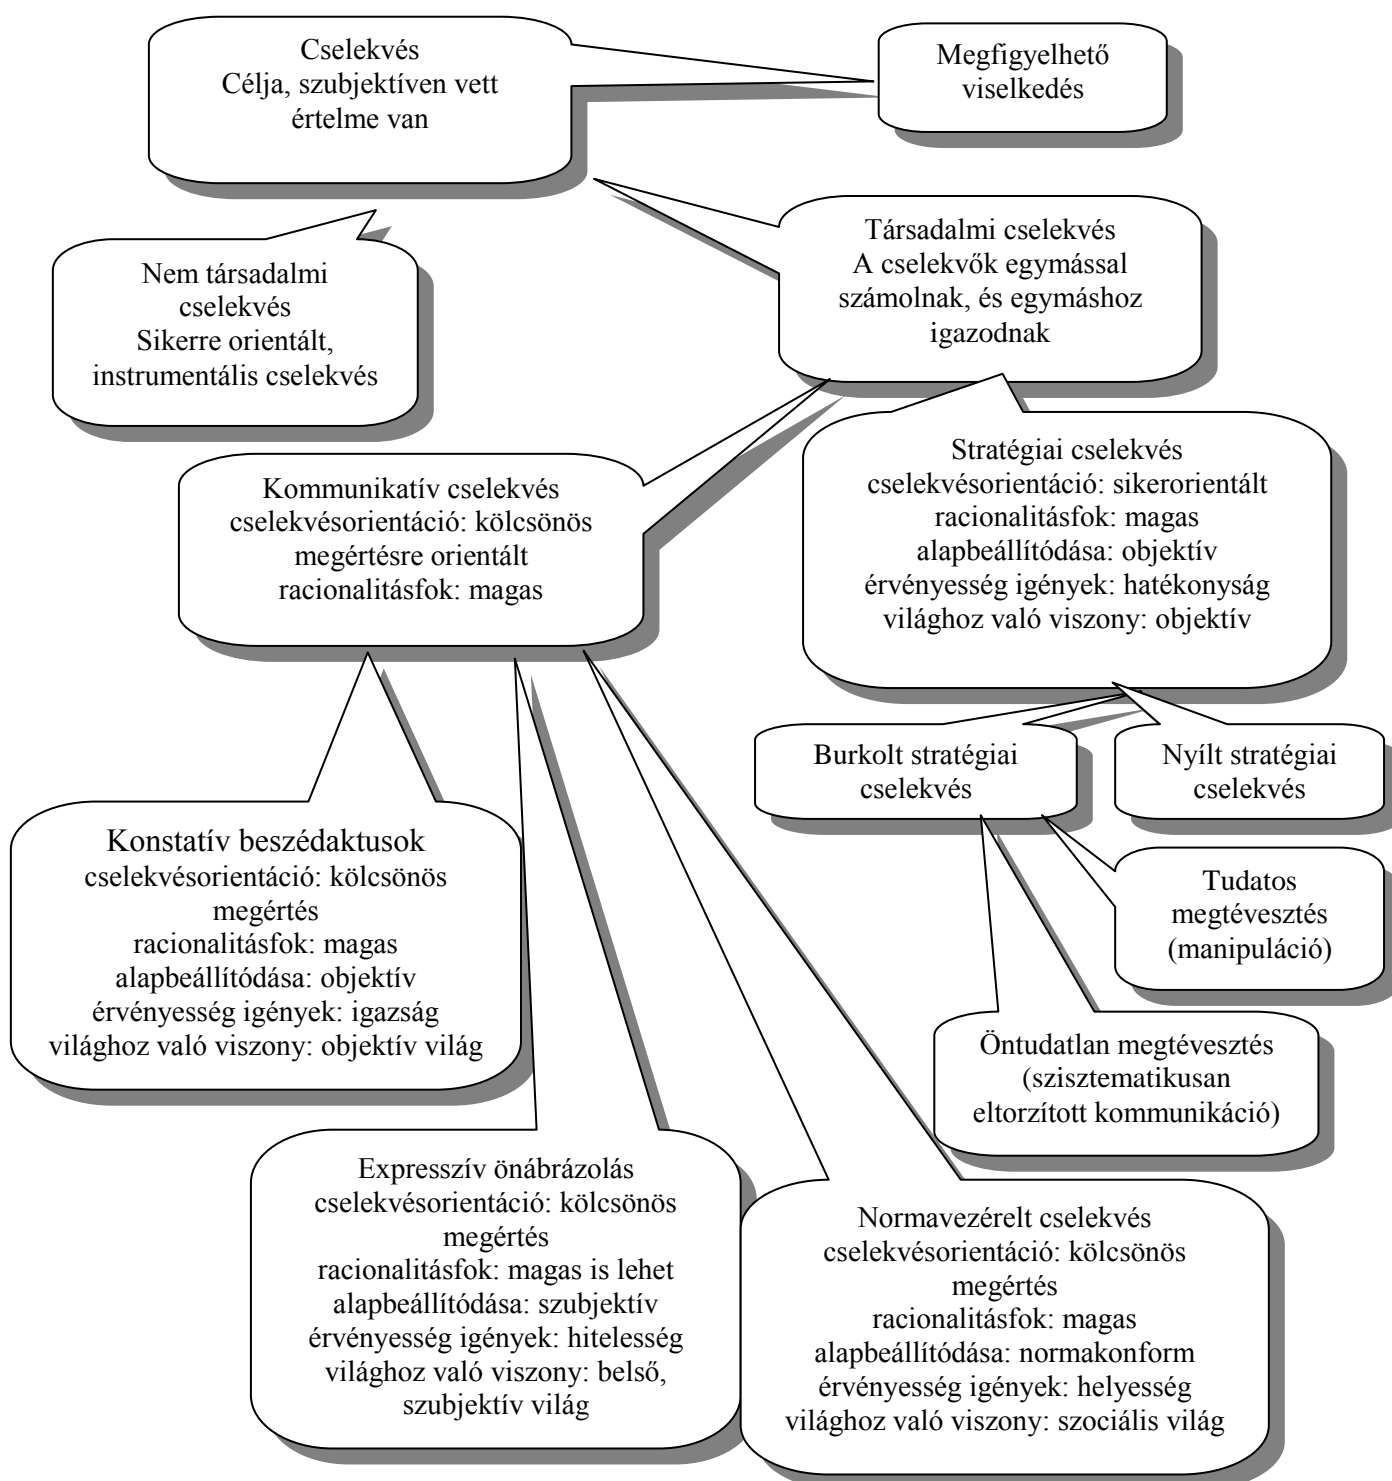 Cselekvés
Célja, szubjektíven vett
értelme van
Megfigyelhető
viselkedés
Társadalmi cselekvés
A cselekvők egymással
számolnak, és egymáshoz
igazodnak
Nem társadalmi
cselekvés
Sikerre orientált,
instrumentális cselekvés
Kommunikatív cselekvés
cselekvésorientáció: kölcsönös
megértésre orientált
racionalitásfok: magas
Stratégiai cselekvés
cselekvésorientáció: sikerorientált
racionalitásfok: magas
alapbeállítódása: objektív
érvényesség igények: hatékonyság
világhoz való viszony: objektív
Burkolt stratégiai
cselekvés
Nyílt stratégiai
cselekvés
Konstatív beszédaktusok
cselekvésorientáció: kölcsönös
megértés
racionalitásfok: magas
alapbeállítódása: objektív
érvényesség igények: igazság
világhoz való viszony: objektív világ
Tudatos
megtévesztés
(manipuláció)
Öntudatlan megtévesztés
(szisztematikusan
eltorzított kommunikáció)
Expresszív önábrázolás
cselekvésorientáció: kölcsönös
megértés
racionalitásfok: magas is lehet
alapbeállítódása: szubjektív
érvényesség igények: hitelesség
világhoz való viszony: belső,
szubjektív világ
Normavezérelt cselekvés
cselekvésorientáció: kölcsönös
megértés
racionalitásfok: magas
alapbeállítódása: normakonform
érvényesség igények: helyesség
világhoz való viszony: szociális világ